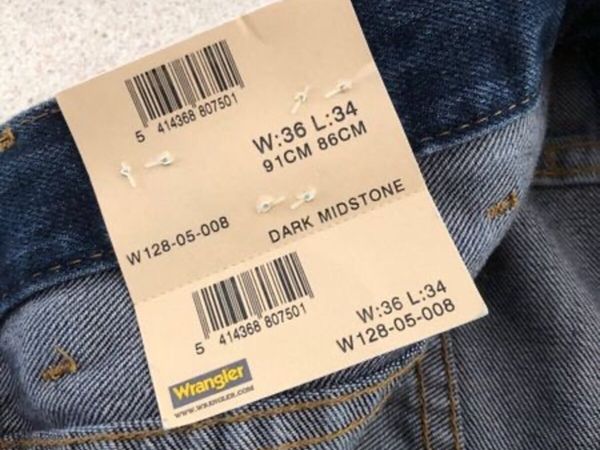 5 414368 807501
W:36 L:34
91CM 86CM
W128-05-008
DARK MIDSTONE
5 414368 807501
W:36 L:34
W128-05-008
Wrangler
www.wrangler.com